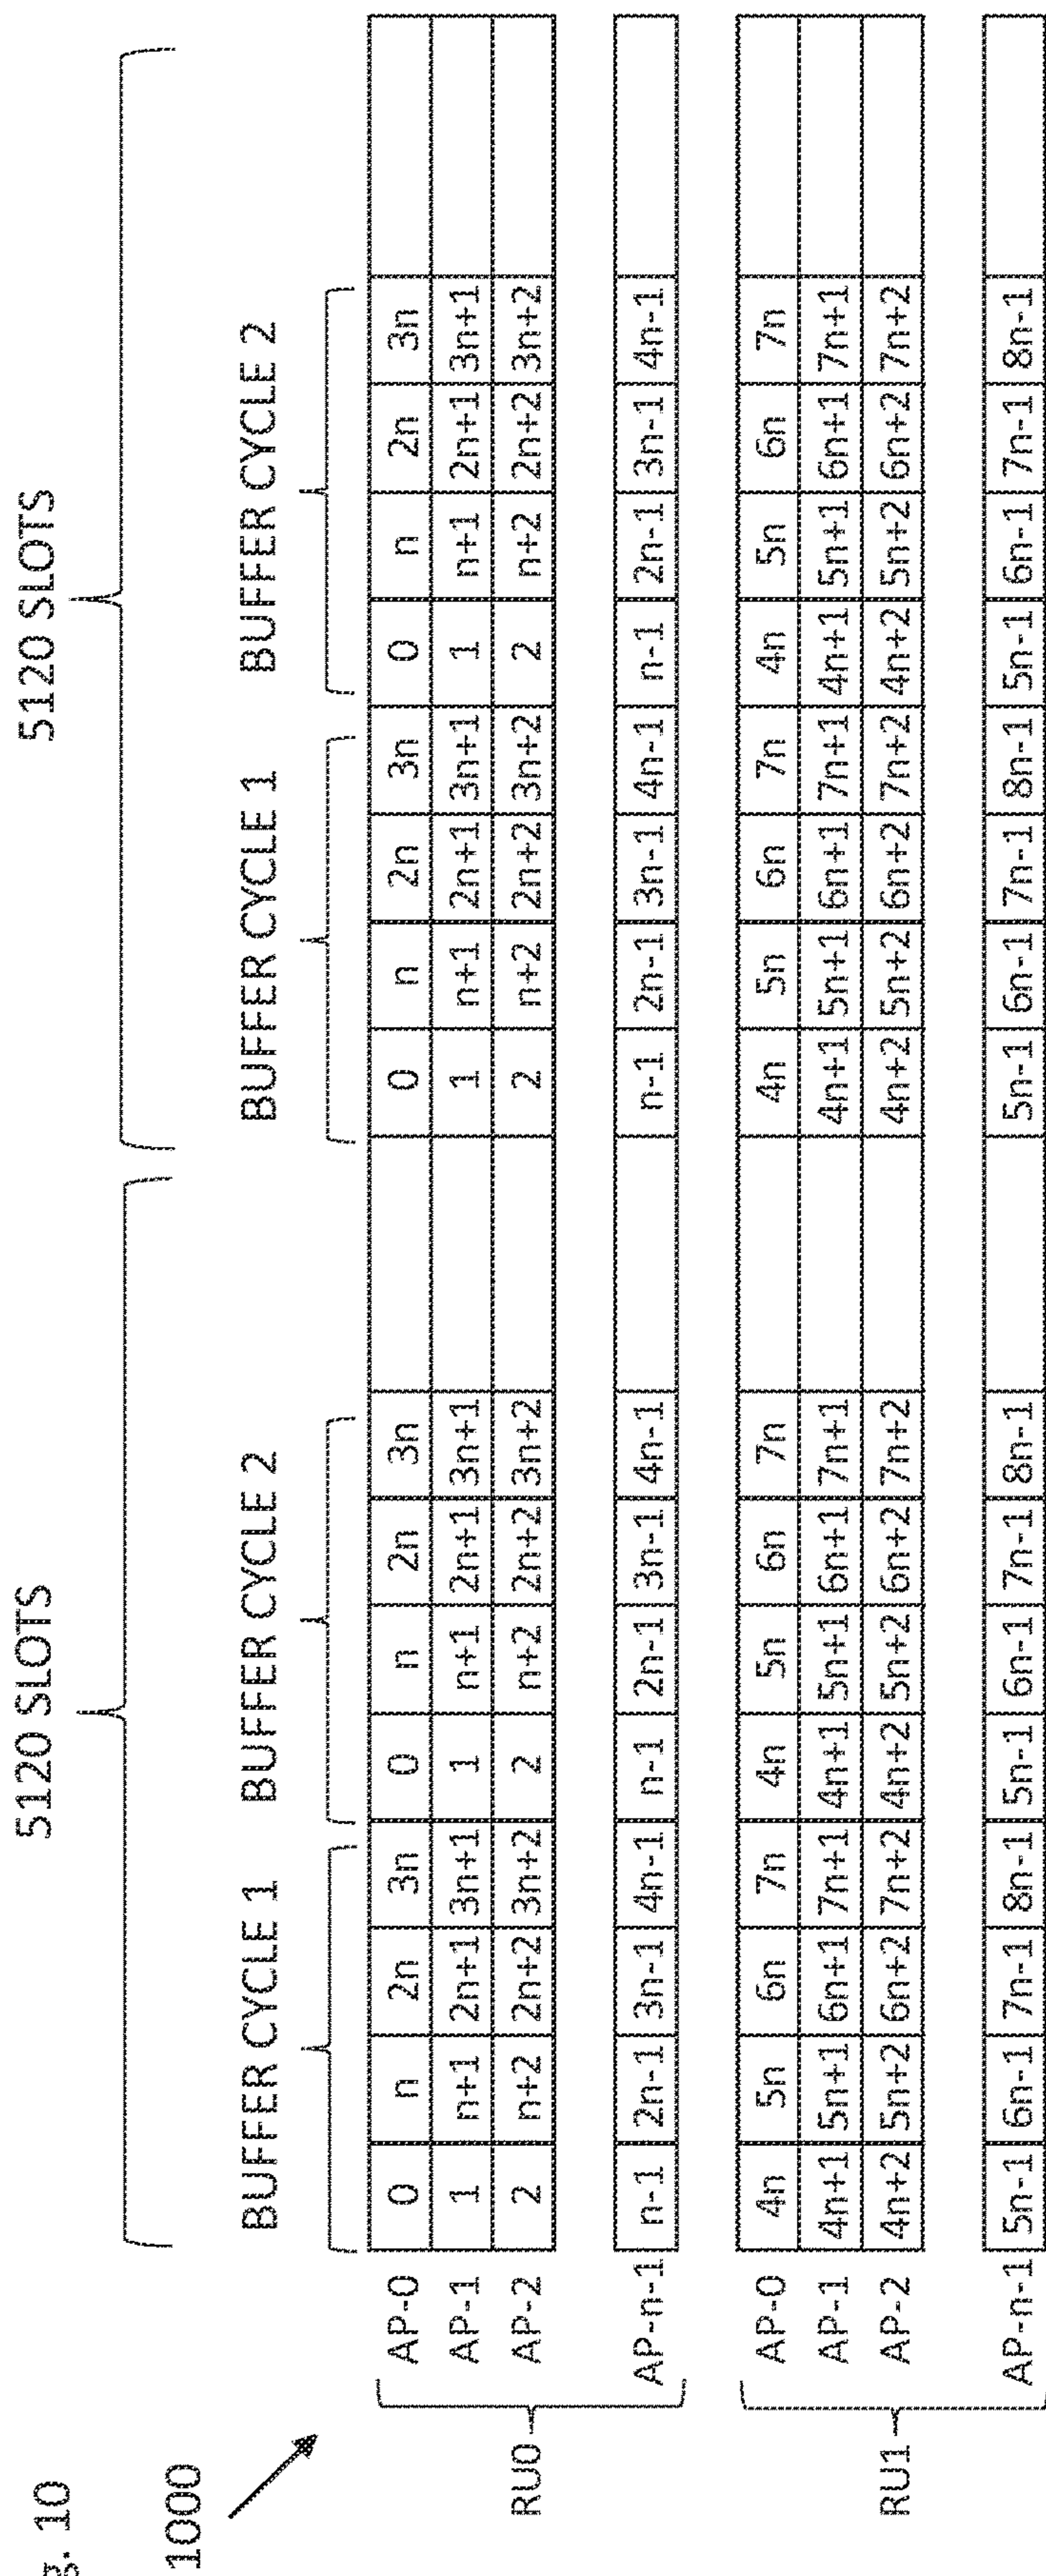 g. 10
1000
5120 SLOTS 5120 SLOTS
BUFFER CYCLE 1 BUFFER CYCLE 2 BUFFER CYCLE 1 BUFFER CYCLE 2
RU0
AP-0 0 n 2n 3n 0 n 2n 3n 0 n 2n 3n 0 n 2n 3n
AP-1 1 n+1 2n+1 3n+1 1 n+1 2n+1 3n+1 1 n+1 2n+1 3n+1 1 n+1 2n+1 3n+1
AP-2 2 n+2 2n+2 3n+2 2 n+2 2n+2 3n+2 2 n+2 2n+2 3n+2 2 n+2 2n+2 3n+2
AP-n-1 n-1 2n-1 3n-1 4n-1 n-1 2n-1 3n-1 4n-1 n-1 2n-1 3n-1 4n-1 n-1 2n-1 3n-1 4n-1
RU1
AP-0 4n 5n 6n 7n 4n 5n 6n 7n 4n 5n 6n 7n 4n 5n 6n 7n
AP-1 4n+1 5n+1 6n+1 7n+1 4n+1 5n+1 6n+1 7n+1 4n+1 5n+1 6n+1 7n+1 4n+1 5n+1 6n+1 7n+1
AP-2 4n+2 5n+2 6n+2 7n+2 4n+2 5n+2 6n+2 7n+2 4n+2 5n+2 6n+2 7n+2 4n+2 5n+2 6n+2 7n+2
AP-n-1 5n-1 6n-1 7n-1 8n-1 5n-1 6n-1 7n-1 8n-1 5n-1 6n-1 7n-1 8n-1 5n-1 6n-1 7n-1 8n-1